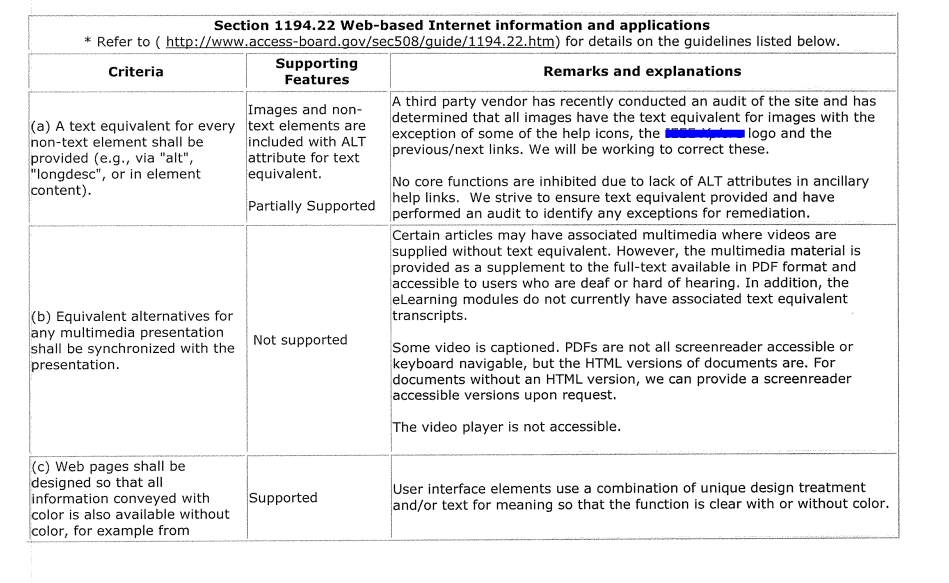 Section 1194.22 Web-based Internet information and applications
* Refer to ( http://www.access-board.gov/sec508/guide/1194.22.htm) for details on the guidelines listed below.
Criteria
Supporting
Features
Remarks and explanations
(a) A text equivalent for every
non-text element shall be
provided (e.g., via "alt",
"longdesc", or in element
content).
Images and non-
text elements are
included with ALT
attribute for text
equivalent.
Partially Supported
A third party vendor has recently conducted an audit of the site and has
determined that all images have the text equivalent for images with the
exception of some of the help icons, the logo and the
previous/next links. We will be working to correct these.
No core functions are inhibited due to lack of ALT attributes in ancillary
help links. We strive to ensure text equivalent provided and have
performed an audit to identify any exceptions for remediation.
(b) Equivalent alternatives for
any multimedia presentation
shall be synchronized with the
presentation.
Not supported
Certain articles may have associated multimedia where videos are
supplied without text equivalent. However, the multimedia material is
provided as a supplement to the full-text available in PDF format and
accessible to users who are deaf or hard of hearing. In addition, the
eLearning modules do not currently have associated text equivalent
transcripts.
Some video is captioned. PDFs are not all screenreader accessible or
keyboard navigable, but the HTML versions of documents are. For
documents without an HTML version, we can provide a screenreader
accessible versions upon request.
The video player is not accessible.
(c) Web pages shall be
designed so that all
information conveyed with
color is also available without
color, for example from
Supported
User interface elements use a combination of unique design treatment
and/or text for meaning so that the function is clear with or without color.